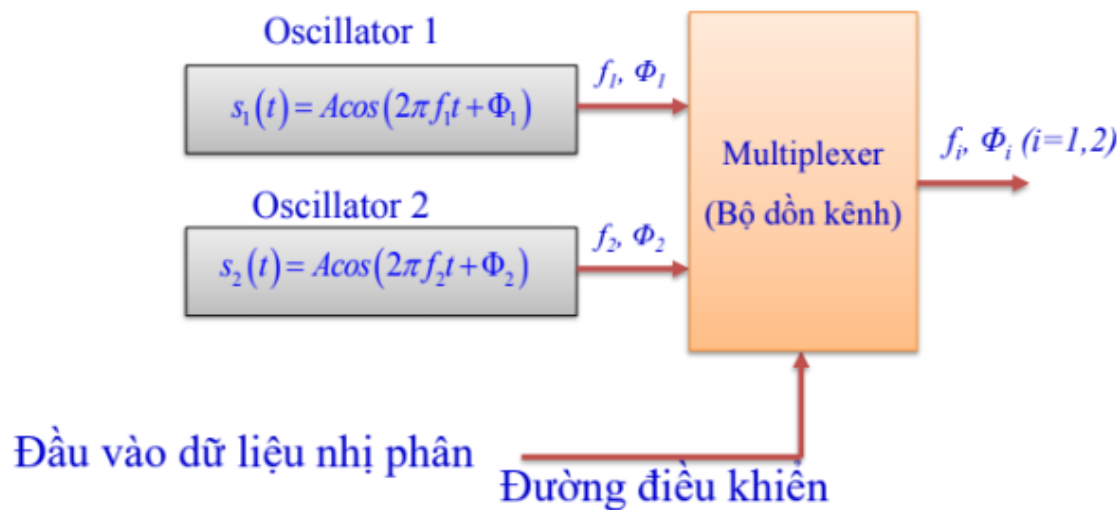 Oscillator 1
s₁(t) = Acos(2πf₁t + Φ₁)
f₁, Φ₁
Oscillator 2
s₂(t) = Acos(2πf₂t + Φ₂)
f₂, Φ₂
Multiplexer
(Bộ dồn kênh)
fᵢ, Φᵢ (i=1,2)
Đầu vào dữ liệu nhị phân
Đường điều khiển